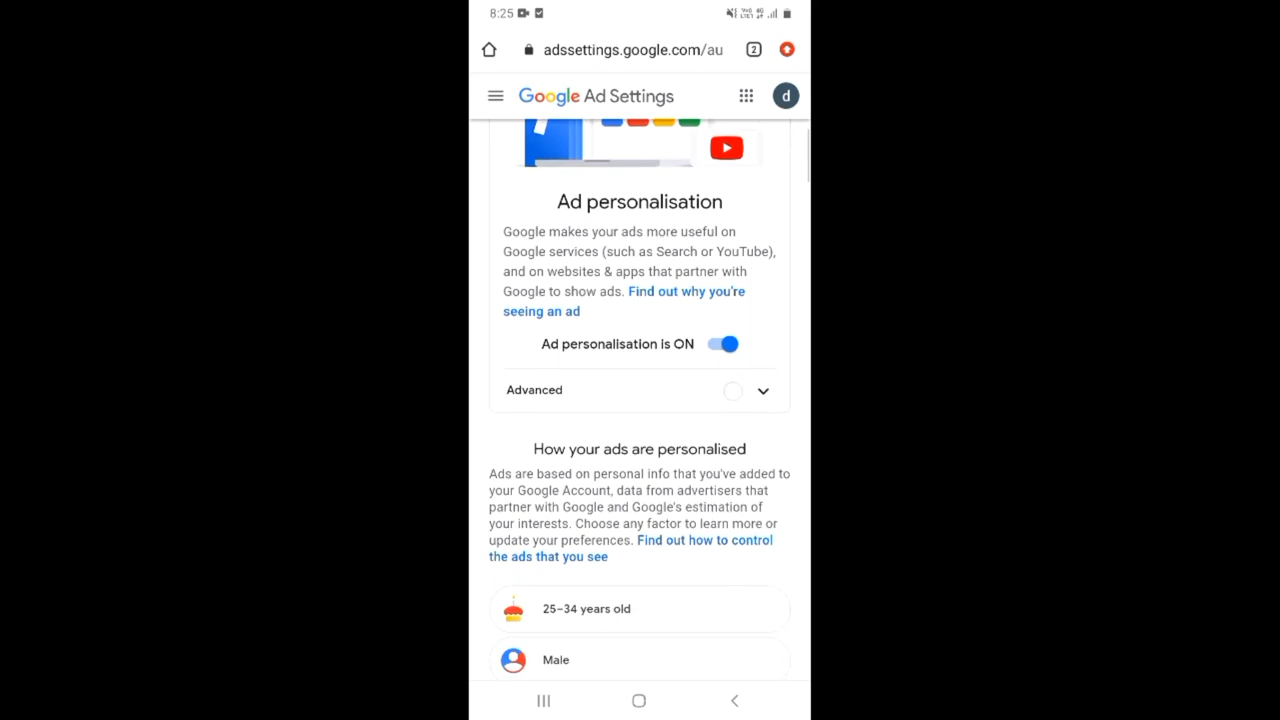 8:25
adssettings.google.com/au
2
Google Ad Settings
d
Ad personalisation
Google makes your ads more useful on
Google services (such as Search or YouTube),
and on websites & apps that partner with
Google to show ads. Find out why you're
seeing an ad
Ad personalisation is ON
Advanced
How your ads are personalised
Ads are based on personal info that you've added to
your Google Account, data from advertisers that
partner with Google and Google's estimation of
your interests. Choose any factor to learn more or
update your preferences. Find out how to control
the ads that you see
25–34 years old
Male